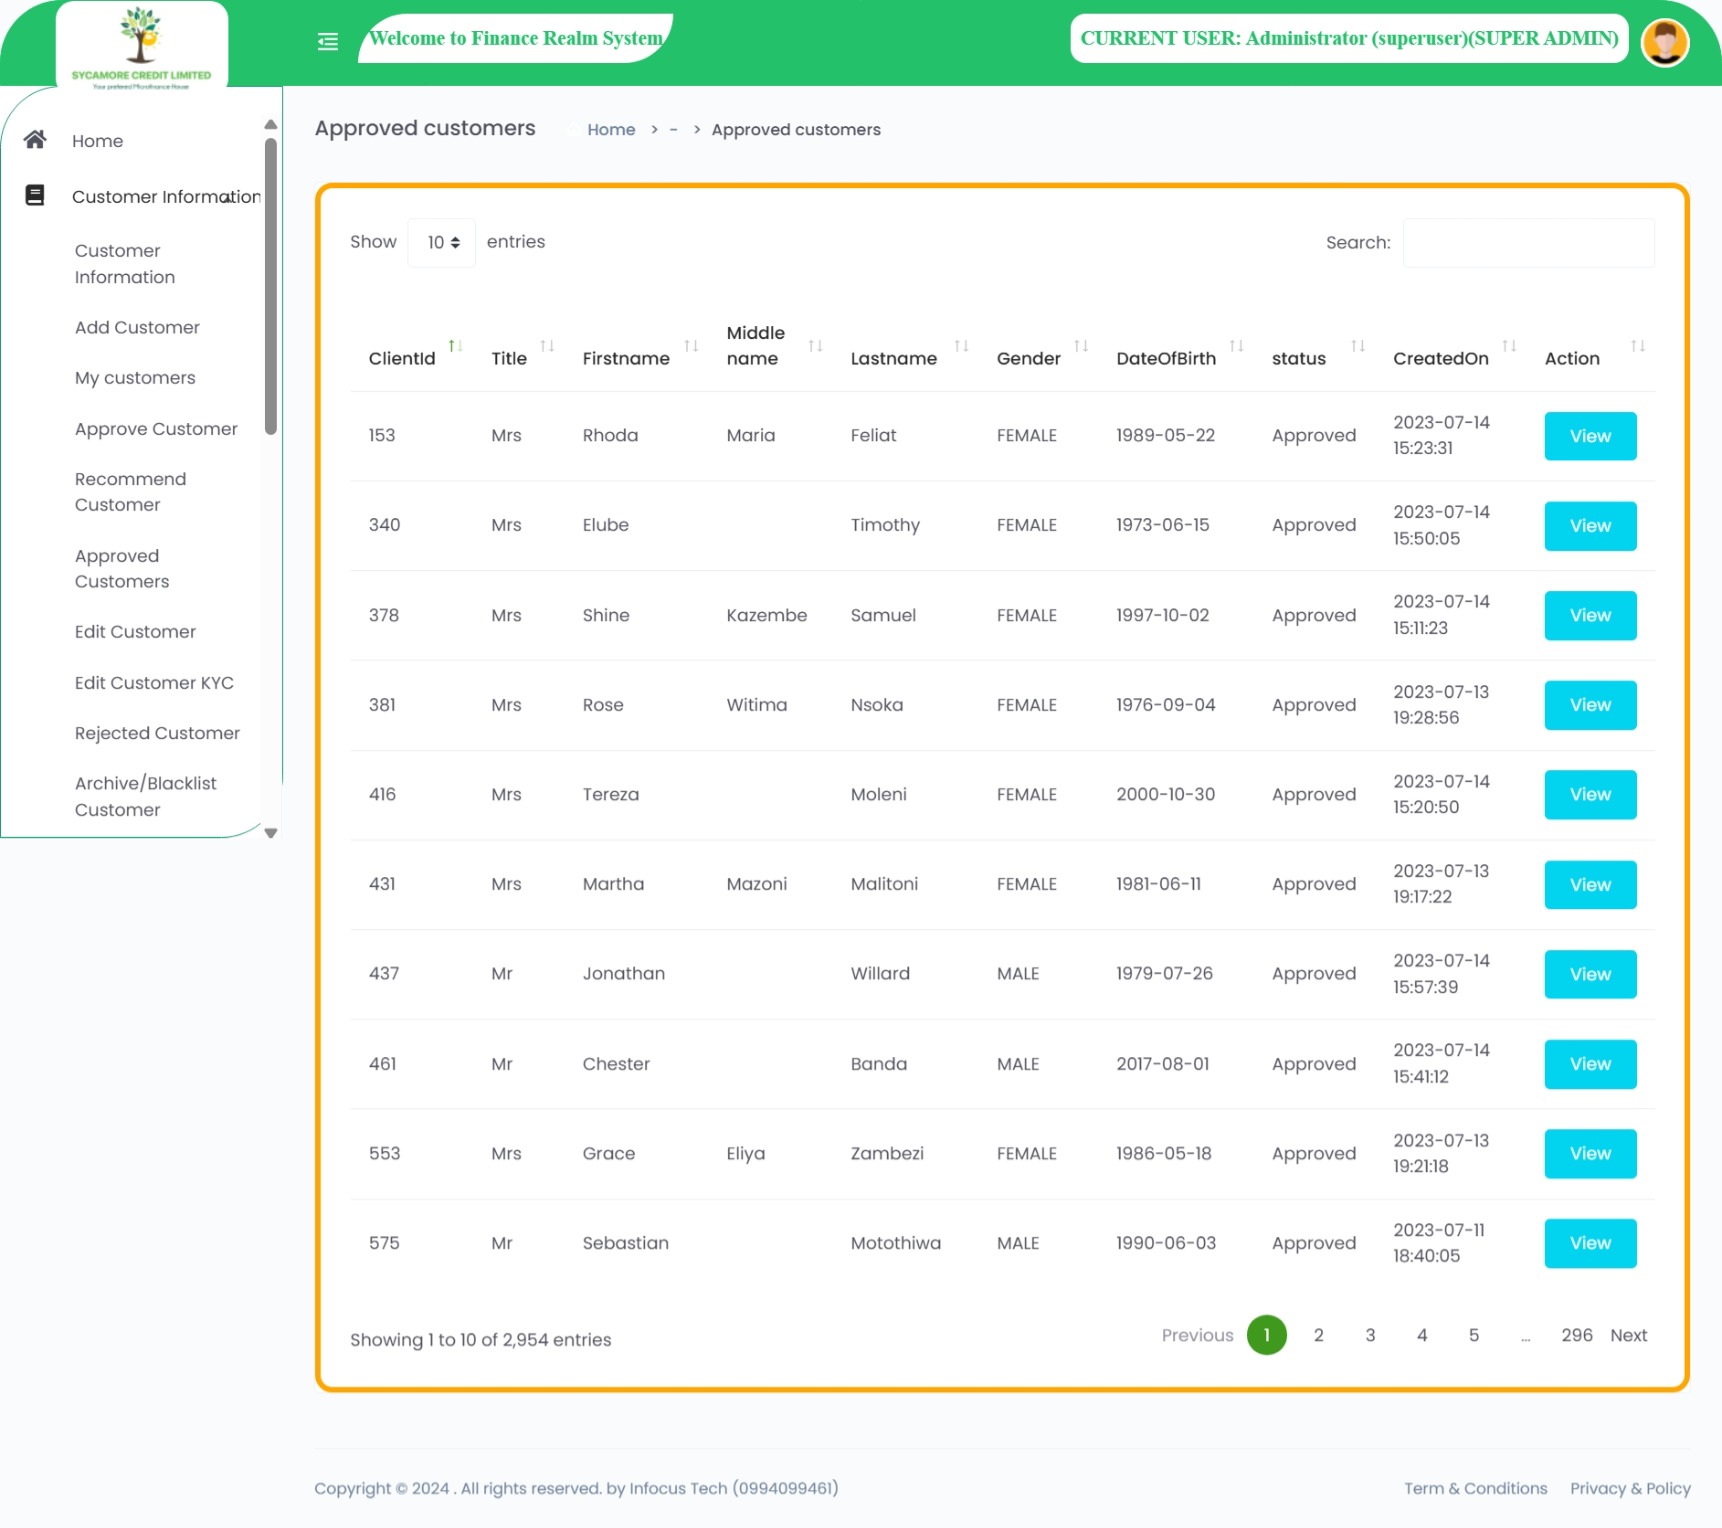 SYCAMORE CREDIT LIMITED
Your prefered Microfinance House
Welcome to Finance Realm System
CURRENT USER: Administrator (superuser)(SUPER ADMIN)
Home
Customer Information
Customer
Information
Add Customer
My customers
Approve Customer
Recommend
Customer
Approved
Customers
Edit Customer
Edit Customer KYC
Rejected Customer
Archive/Blacklist
Customer
Approved customers
Home > - > Approved customers
Show 10 entries
Search:
ClientId Title Firstname Middle name Lastname Gender DateOfBirth status CreatedOn Action
153 Mrs Rhoda Maria Feliat FEMALE 1989-05-22 Approved 2023-07-14 15:23:31 View
340 Mrs Elube Timothy FEMALE 1973-06-15 Approved 2023-07-14 15:50:05 View
378 Mrs Shine Kazembe Samuel FEMALE 1997-10-02 Approved 2023-07-14 15:11:23 View
381 Mrs Rose Witima Nsoka FEMALE 1976-09-04 Approved 2023-07-13 19:28:56 View
416 Mrs Tereza Moleni FEMALE 2000-10-30 Approved 2023-07-14 15:20:50 View
431 Mrs Martha Mazoni Malitoni FEMALE 1981-06-11 Approved 2023-07-13 19:17:22 View
437 Mr Jonathan Willard MALE 1979-07-26 Approved 2023-07-14 15:57:39 View
461 Mr Chester Banda MALE 2017-08-01 Approved 2023-07-14 15:41:12 View
553 Mrs Grace Eliya Zambezi FEMALE 1986-05-18 Approved 2023-07-13 19:21:18 View
575 Mr Sebastian Motothiwa MALE 1990-06-03 Approved 2023-07-11 18:40:05 View
Showing 1 to 10 of 2,954 entries
Previous 1 2 3 4 5 ... 296 Next
Copyright © 2024 . All rights reserved. by Infocus Tech (0994099461)
Term & Conditions Privacy & Policy